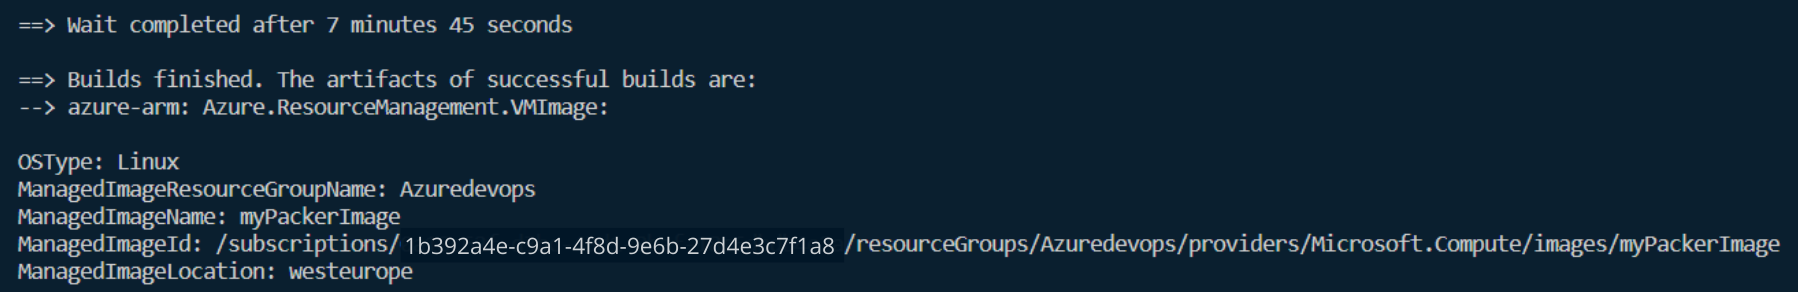 ==> Wait completed after 7 minutes 45 seconds
==> Builds finished. The artifacts of successful builds are:
--> azure-arm: Azure.ResourceManagement.VMImage:
OSType: Linux
ManagedImageResourceGroupName: Azuredevops
ManagedImageName: myPackerImage
ManagedImageId: /subscriptions/1b392a4e-c9a1-4f8d-9e6b-27d4e3c7f1a8/resourceGroups/Azuredevops/providers/Microsoft.Compute/images/myPackerImage
ManagedImageLocation: westeurope